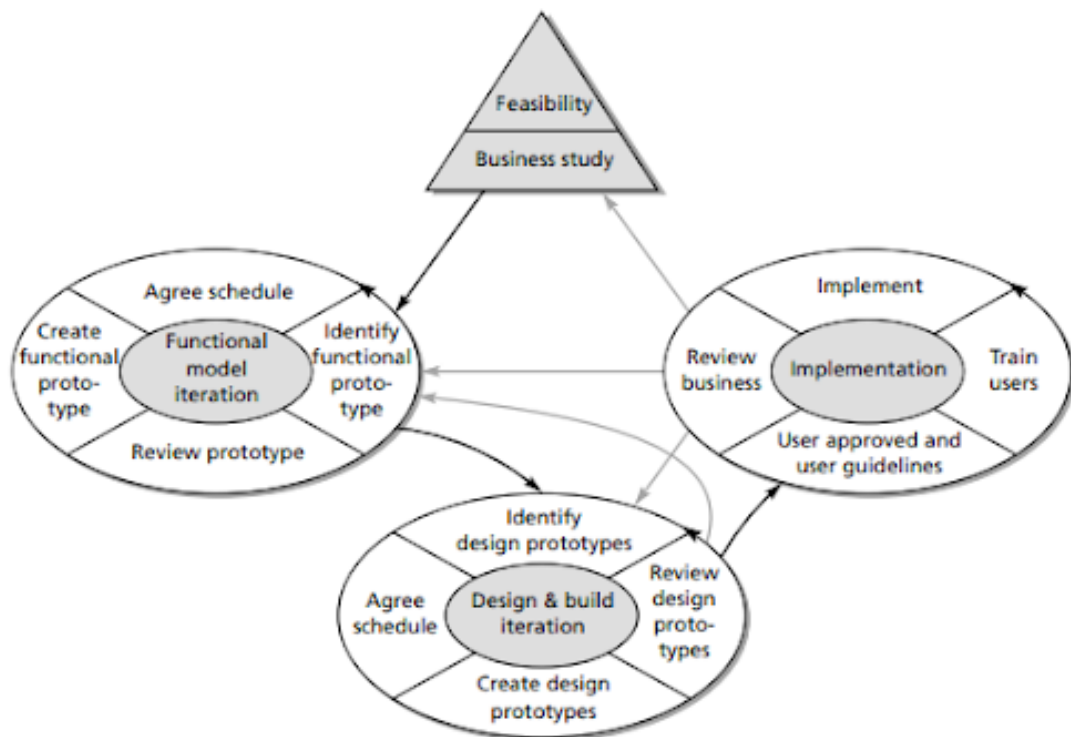 Feasibility
Business study
Agree schedule
Create
functional
proto-
type
Functional
model
iteration
Identify
functional
proto-
type
Review prototype
Implement
Review
business
Implementation
Train
users
User approved and
user guidelines
Identify
design prototypes
Agree
schedule
Design & build
iteration
Review
design
proto-
types
Create design
prototypes